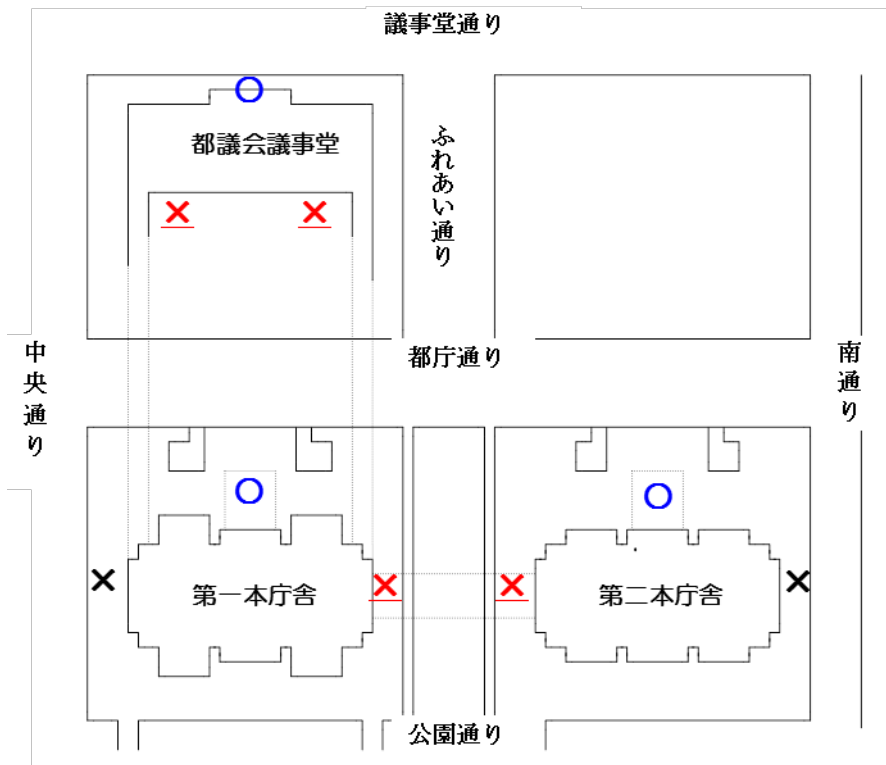 議事堂通り
都議会議事堂
ふれあい通り
都庁通り
中央通り
南通り
第一本庁舎
第二本庁舎
公園通り